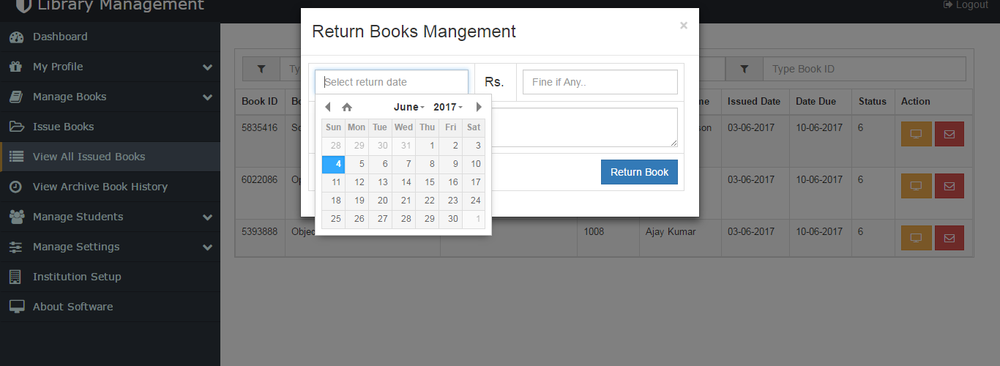 Library Management
Logout
Dashboard
My Profile
Manage Books
Issue Books
View All Issued Books
View Archive Book History
Manage Students
Manage Settings
Institution Setup
About Software
Return Books Mangement
×
Select return date
Rs.
Fine if Any..
Type Book ID
June 2017
Sun Mon Tue Wed Thu Fri Sat
28 29 30 31 1 2 3
4 5 6 7 8 9 10
11 12 13 14 15 16 17
18 19 20 21 22 23 24
25 26 27 28 29 30 1
Return Book
Book ID Issued Date Date Due Status Action
5835416 03-06-2017 10-06-2017 6
6022086 03-06-2017 10-06-2017 6
5393888 Objec 1008 Ajay Kumar 03-06-2017 10-06-2017 6